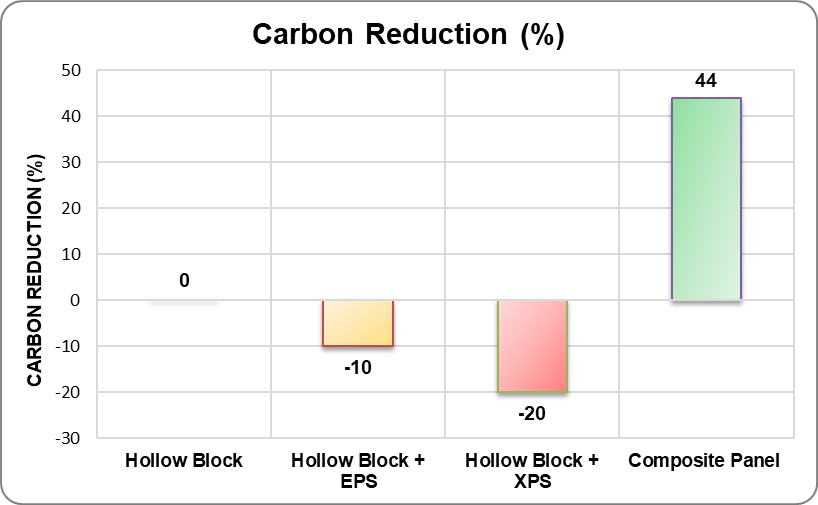 Carbon Reduction (%)
CARBON REDUCTION (%)
50
40
30
20
10
0
-10
-20
-30
0
-10
-20
44
Hollow Block
Hollow Block +
EPS
Hollow Block +
XPS
Composite Panel